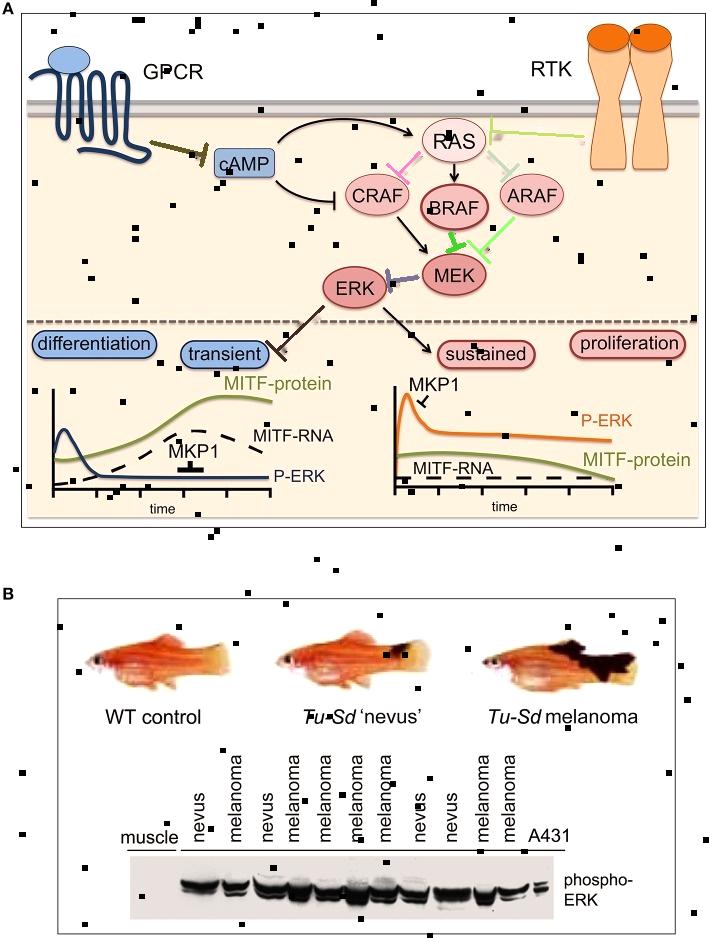 A
GPCR
RTK
cAMP
RAS
CRAF
BRAF
ARAF
MEK
ERK
differentiation
transient
sustained
proliferation
MITF-protein
MITF-RNA
MKP1
P-ERK
time
MKP1
P-ERK
MITF-protein
MITF-RNA
time
B
WT control
Tu-Sd 'nevus'
Tu-Sd melanoma
muscle
nevus
melanoma
nevus
melanoma
melanoma
melanoma
melanoma
nevus
nevus
melanoma
melanoma
A431
phospho-
ERK